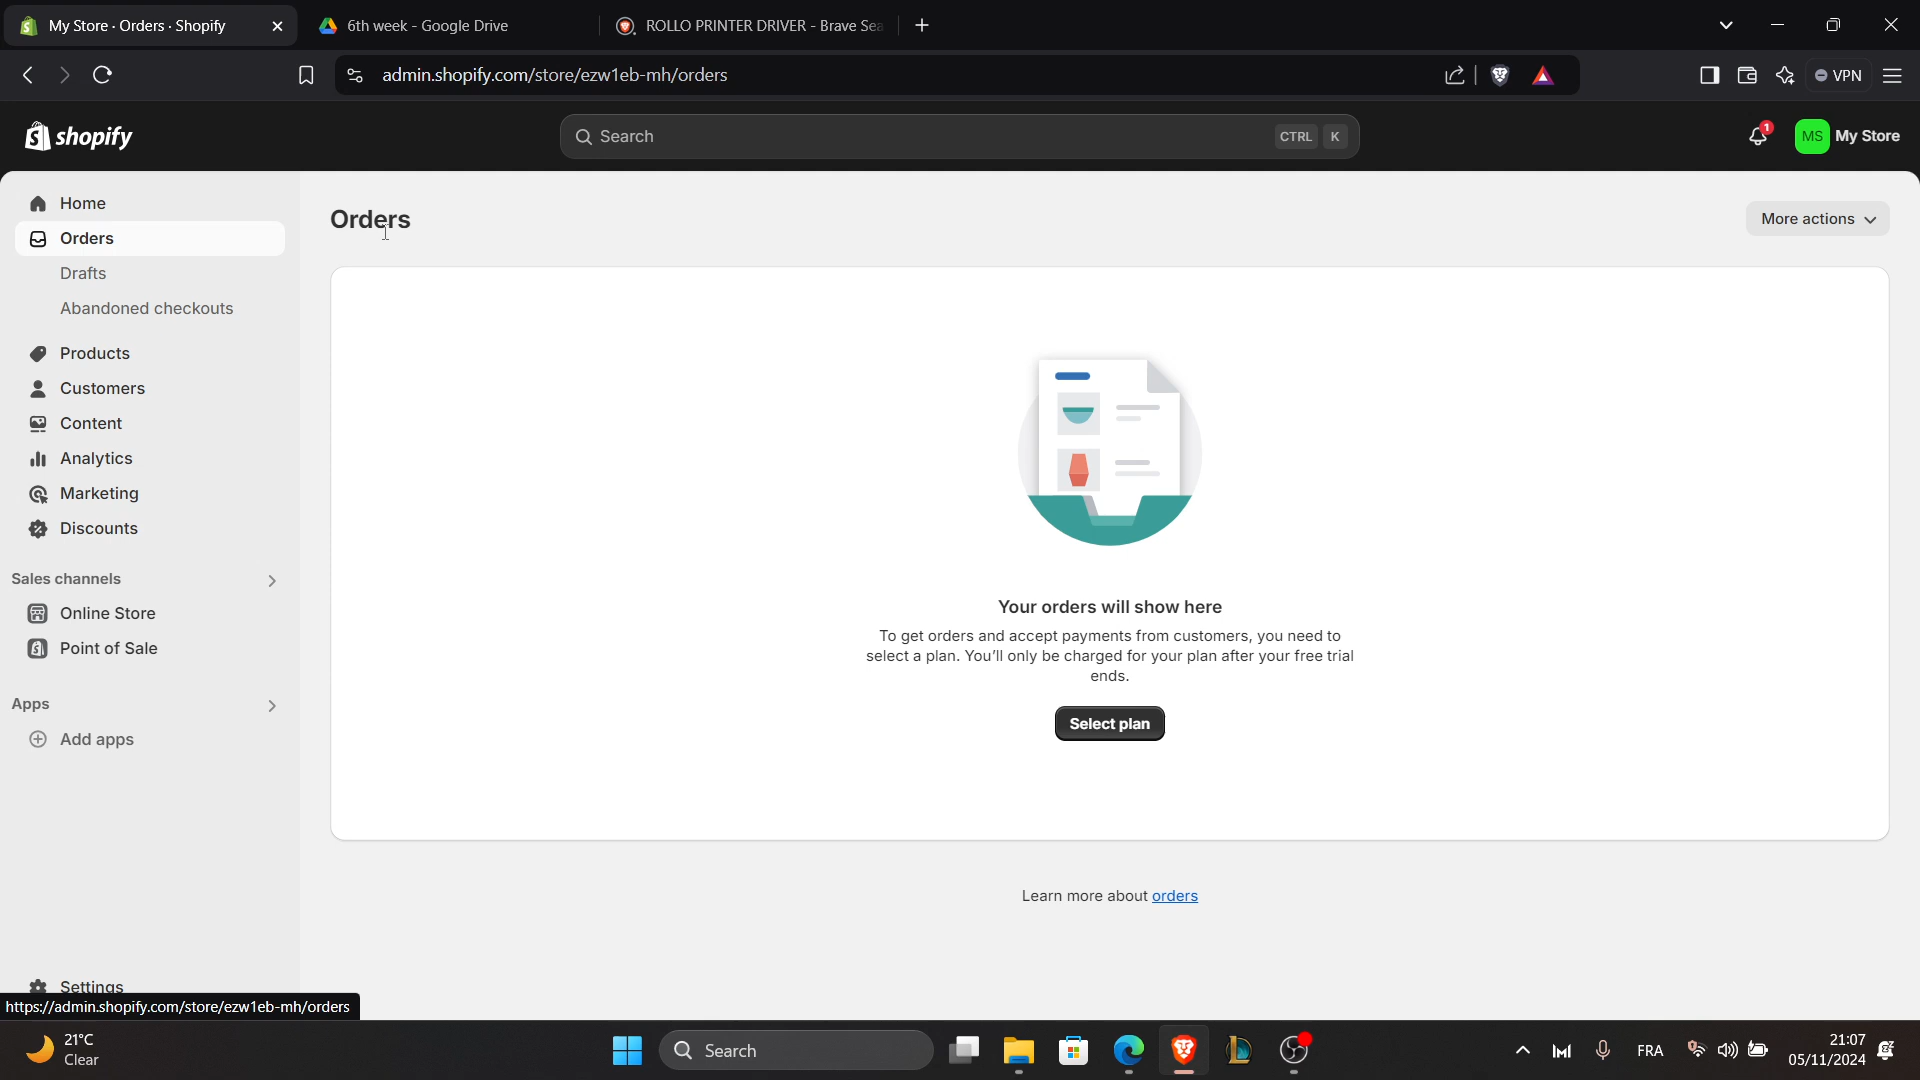 My Store · Orders · Shopify
6th week - Google Drive
ROLLO PRINTER DRIVER - Brave Sea
admin.shopify.com/store/ezw1eb-mh/orders
VPN
shopify
Search
CTRL K
1
MS
My Store
Home
Orders
Drafts
Abandoned checkouts
Products
Customers
Content
Analytics
Marketing
Discounts
Sales channels
Online Store
Point of Sale
Apps
Add apps
Settings
https://admin.shopify.com/store/ezw1eb-mh/orders
Orders
More actions
Your orders will show here
To get orders and accept payments from customers, you need to
select a plan. You'll only be charged for your plan after your free trial
ends.
Select plan
Learn more about orders
21°C
Clear
Search
FRA
21:07
05/11/2024